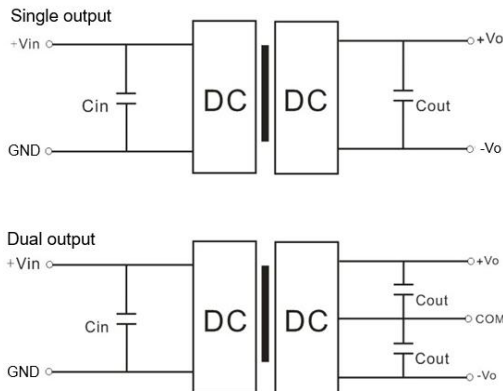 Single output
+Vin
+Vo
Cin
DC
DC
Cout
GND
-Vo
Dual output
+Vin
+Vo
Cout
Cin
DC
DC
COM
Cout
GND
-Vo